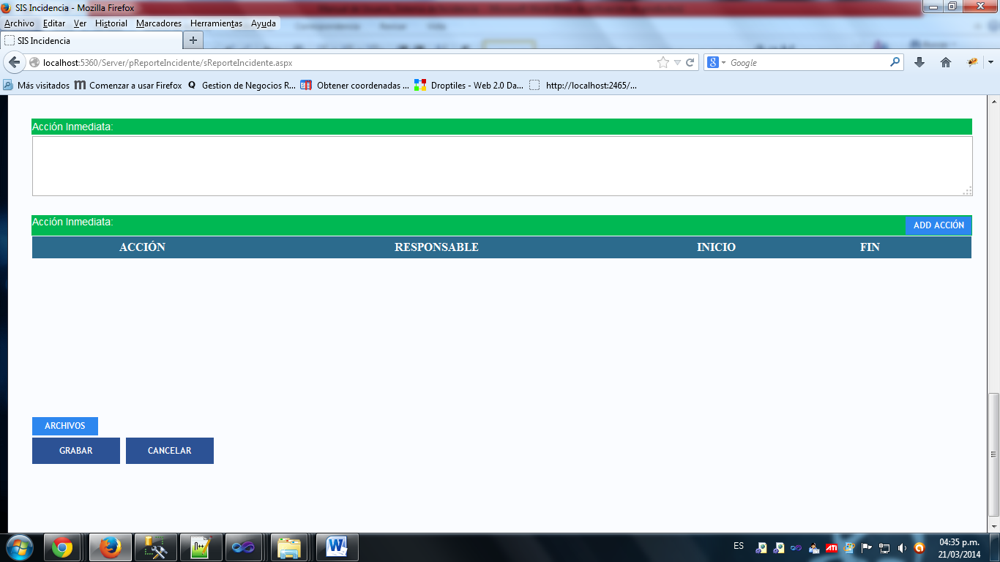 SIS Incidencia - Mozilla Firefox
Archivo Editar Ver Historial Marcadores Herramientas Ayuda
SIS Incidencia
localhost:5360/Server/pReporteIncidente/sReporteIncidente.aspx
Google
Más visitados
Comenzar a usar Firefox
Gestion de Negocios R...
Obtener coordenadas ...
Droptiles - Web 2.0 Da...
http://localhost:2465/...
Acción Inmediata:
Acción Inmediata:
ADD ACCIÓN
ACCIÓN RESPONSABLE INICIO FIN
ARCHIVOS
GRABAR CANCELAR
ES
ATI
04:35 p.m.
21/03/2014